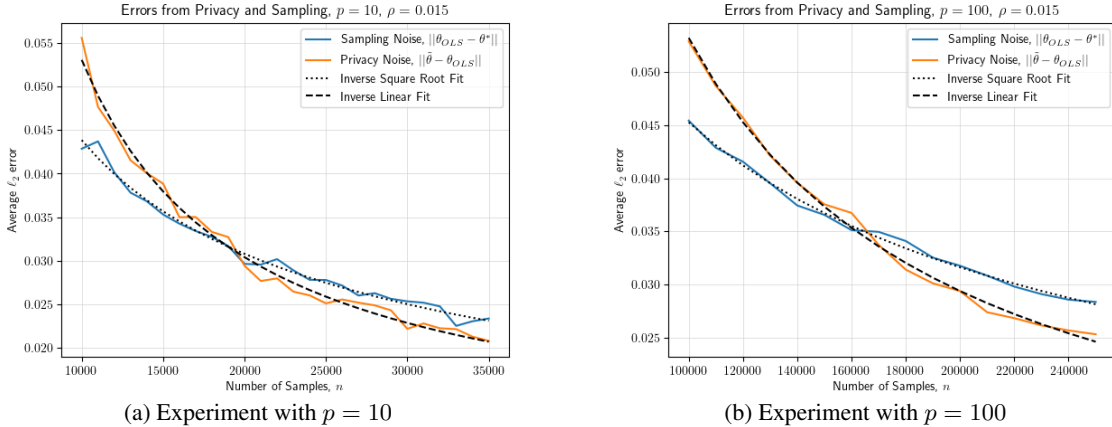 Errors from Privacy and Sampling, p = 10, ρ = 0.015
Sampling Noise, ||θ_OLS − θ*||
Privacy Noise, ||θ̃ − θ_OLS||
Inverse Square Root Fit
Inverse Linear Fit
Average ℓ₂ error
0.055
0.050
0.045
0.040
0.035
0.030
0.025
0.020
10000 15000 20000 25000 30000 35000
Number of Samples, n
(a) Experiment with p = 10
Errors from Privacy and Sampling, p = 100, ρ = 0.015
Sampling Noise, ||θ_OLS − θ*||
Privacy Noise, ||θ̃ − θ_OLS||
Inverse Square Root Fit
Inverse Linear Fit
Average ℓ₂ error
0.050
0.045
0.040
0.035
0.030
0.025
100000 120000 140000 160000 180000 200000 220000 240000
Number of Samples, n
(b) Experiment with p = 100